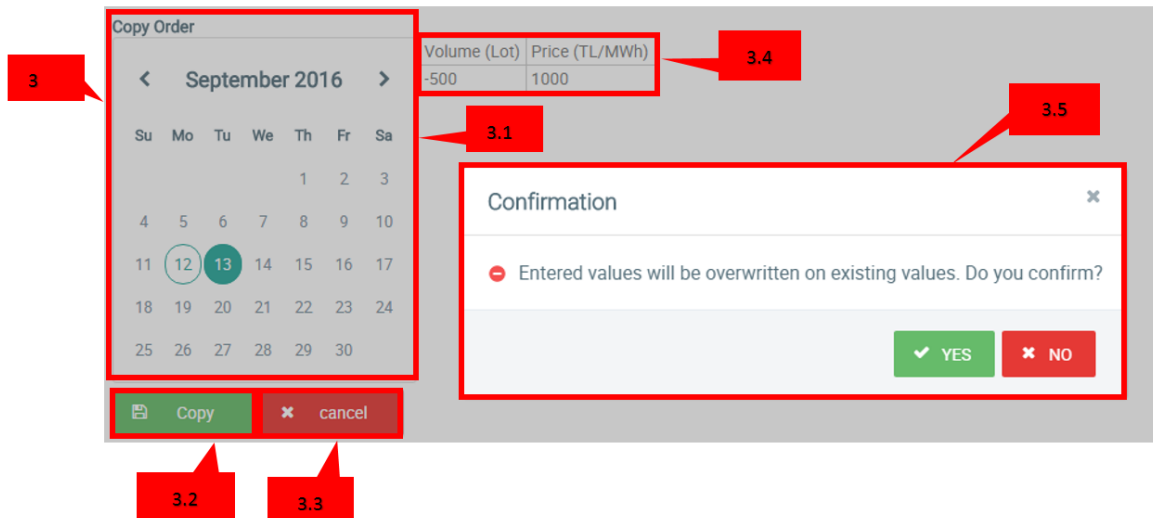 Copy Order
September 2016
Su Mo Tu We Th Fr Sa
1 2 3
4 5 6 7 8 9 10
11 12 13 14 15 16 17
18 19 20 21 22 23 24
25 26 27 28 29 30
Copy
cancel
Volume (Lot) Price (TL/MWh)
-500 1000
Confirmation
Entered values will be overwritten on existing values. Do you confirm?
YES
NO
3
3.1
3.2
3.3
3.4
3.5